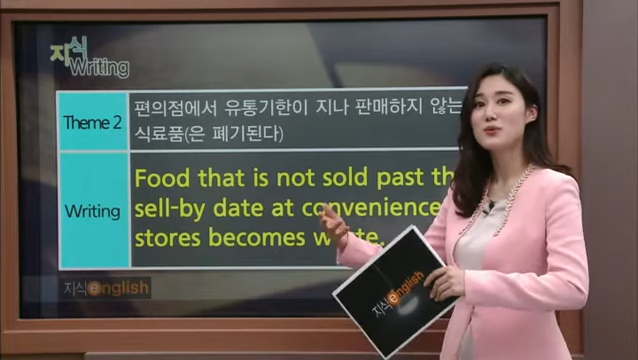 지식
Writing
Theme 2
편의점에서 유통기한이 지나 판매하지 않는
식료품(은 폐기된다)
Writing
Food that is not sold past
sell-by date at convenience
stores becomes
지식english
지식english